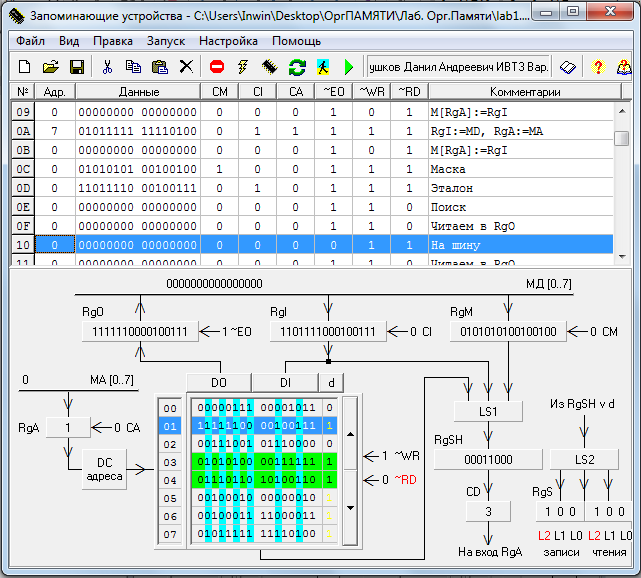 Запоминающие устройства - C:\Users\Inwin\Desktop\ОргПАМЯТИ\Лаб. Орг.Памяти\lab1....
Файл Вид Правка Запуск Настройка Помощь
ушков Данил Андреевич ИВТЗ Вар.
№ Адр. Данные СМ CI СА ~ЕО ~WR ~RD Комментарии
09 0 00000000 00000000 0 0 0 1 0 1 M[RgA]:=RgI
0A 7 01011111 11110100 0 1 1 1 1 1 RgI:=MD, RgA:=MA
0B 0 00000000 00000000 0 0 0 1 0 1 M[RgA]:=RgI
0C 0 01010101 00100100 1 0 0 1 1 1 Маска
0D 0 11011110 00100111 0 1 0 1 1 1 Эталон
0E 0 00000000 00000000 0 0 0 1 1 0 Поиск
0F 0 00000000 00000000 0 0 0 1 1 0 Читаем в RgO
10 0 00000000 00000000 0 0 0 0 1 1 На шину
11 0 00000000 00000000 0 0 0 1 1 0 Читаем в RgO
0000000000000000 МД [0..7]
RgO RgI RgM
1111110000100111 1 ~EO 1101111000100111 0 CI 0101010100100100 0 CM
0 МА [0..7]
DO DI d
RgA 1 0 CA
00 00000111 00001011 0
01 11111100 00100111 1
02 00111001 01110000 0
03 01010100 00111111 1
04 01110110 10100110 1
05 00100010 00000010 1
06 00010000 11000011 1
07 01011111 11110100 1
DC
адреса
1 ~WR
0 ~RD
LS1
Из RgSH v d
RgSH
00011000
LS2
CD
3
RgS
1 0 0 1 0 0
L2 L1 L0 L2 L1 L0
На вход RgA записи чтения